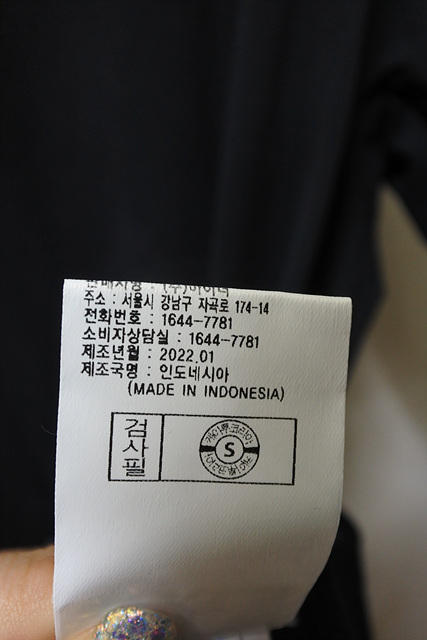 주소 : 서울시 강남구 자곡로 174-14
전화번호 : 1644-7781
소비자상담실 : 1644-7781
제조년월 : 2022.01
제조국명 : 인도네시아
(MADE IN INDONESIA)
검사필
S